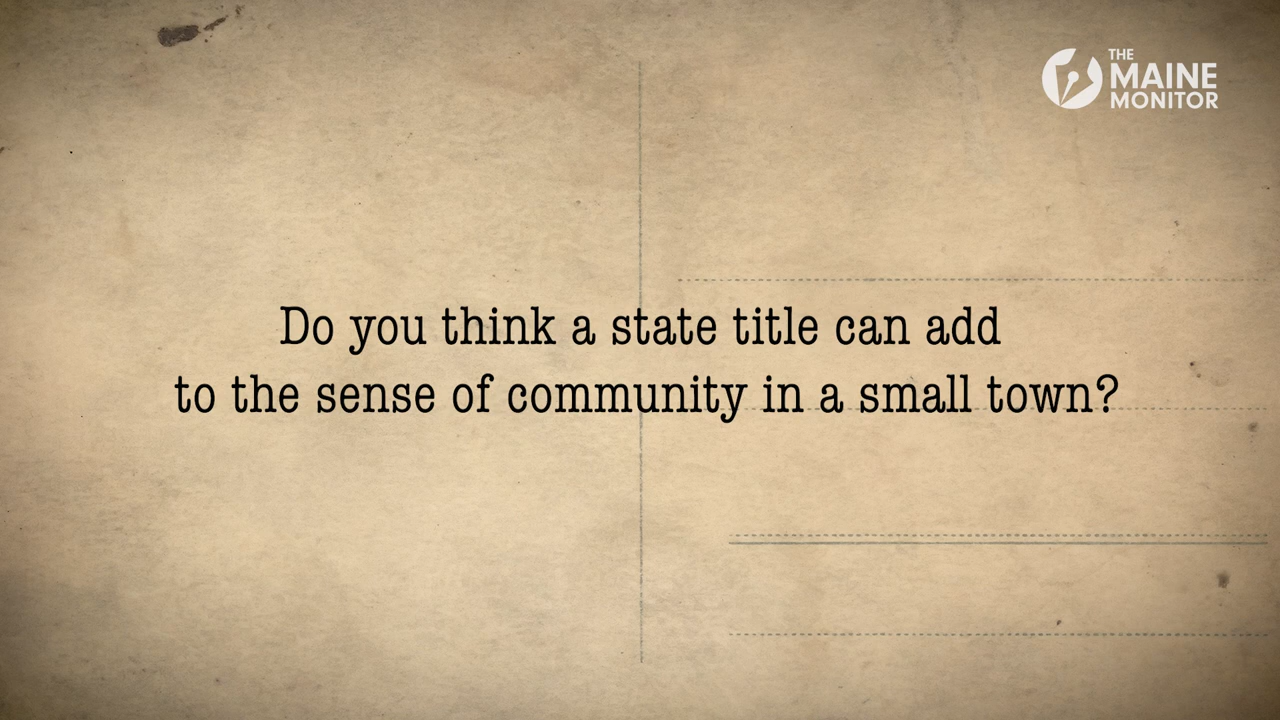 THE
MAINE
MONITOR
Do you think a state title can add
to the sense of community in a small town?